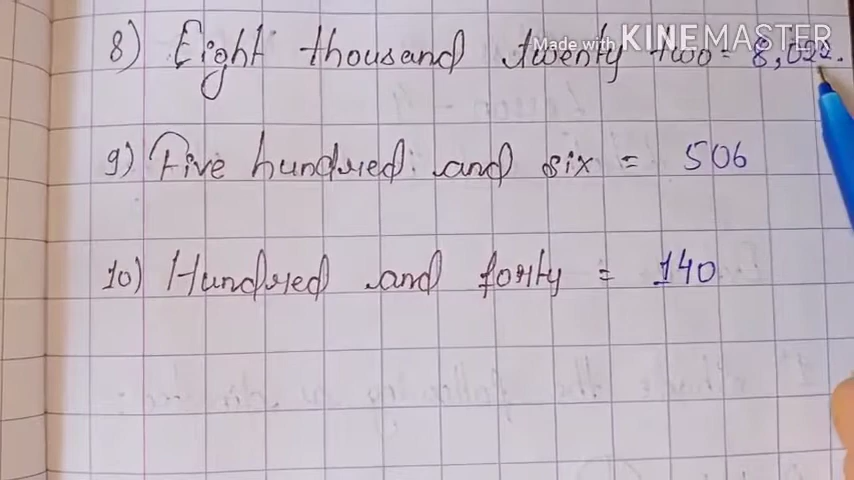 Made with KINEMASTER
8) Eight thousand twenty two = 8,022.
9) Five hundred and six = 506
10) Hundred and forty = 140